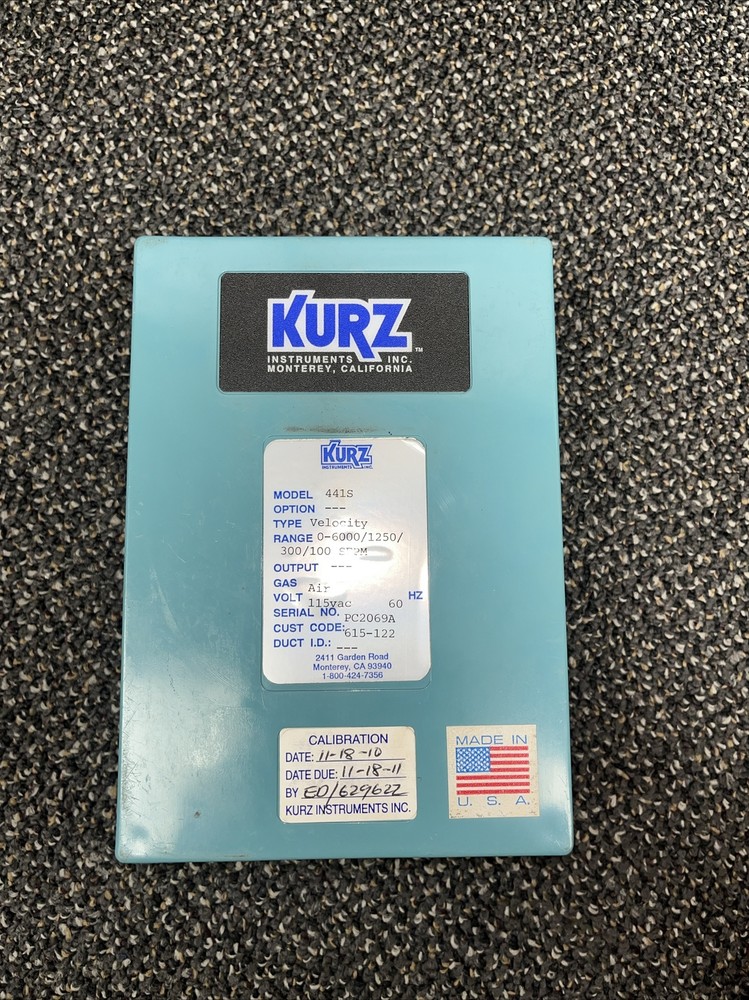 KURZ
INSTRUMENTS INC.
MONTEREY, CALIFORNIA
TM
KURZ
INSTRUMENTS INC.
MODEL 441S
OPTION ---
TYPE Velocity
RANGE 0-6000/1250/
300/100 SFPM
OUTPUT ---
GAS Air
VOLT 115vac 60 HZ
SERIAL NO. PC2069A
CUST CODE: 615-122
DUCT I.D.: ---
2411 Garden Road
Monterey, CA 93940
1-800-424-7356
CALIBRATION
DATE: 11-18-10
DATE DUE: 11-18-11
BY ED/629622
KURZ INSTRUMENTS INC.
MADE IN
U. S. A.